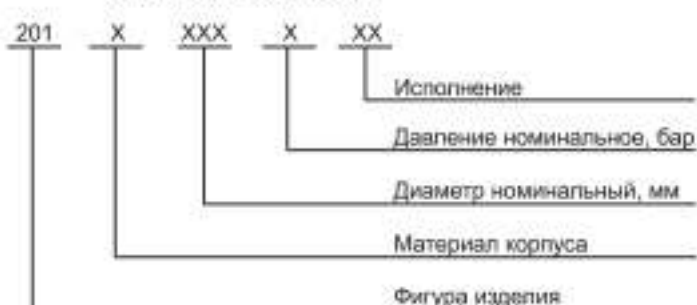 201 X XXX X XX
Исполнение
Давление номинальное, бар
Диаметр номинальный, мм
Материал корпуса
Фигура изделия